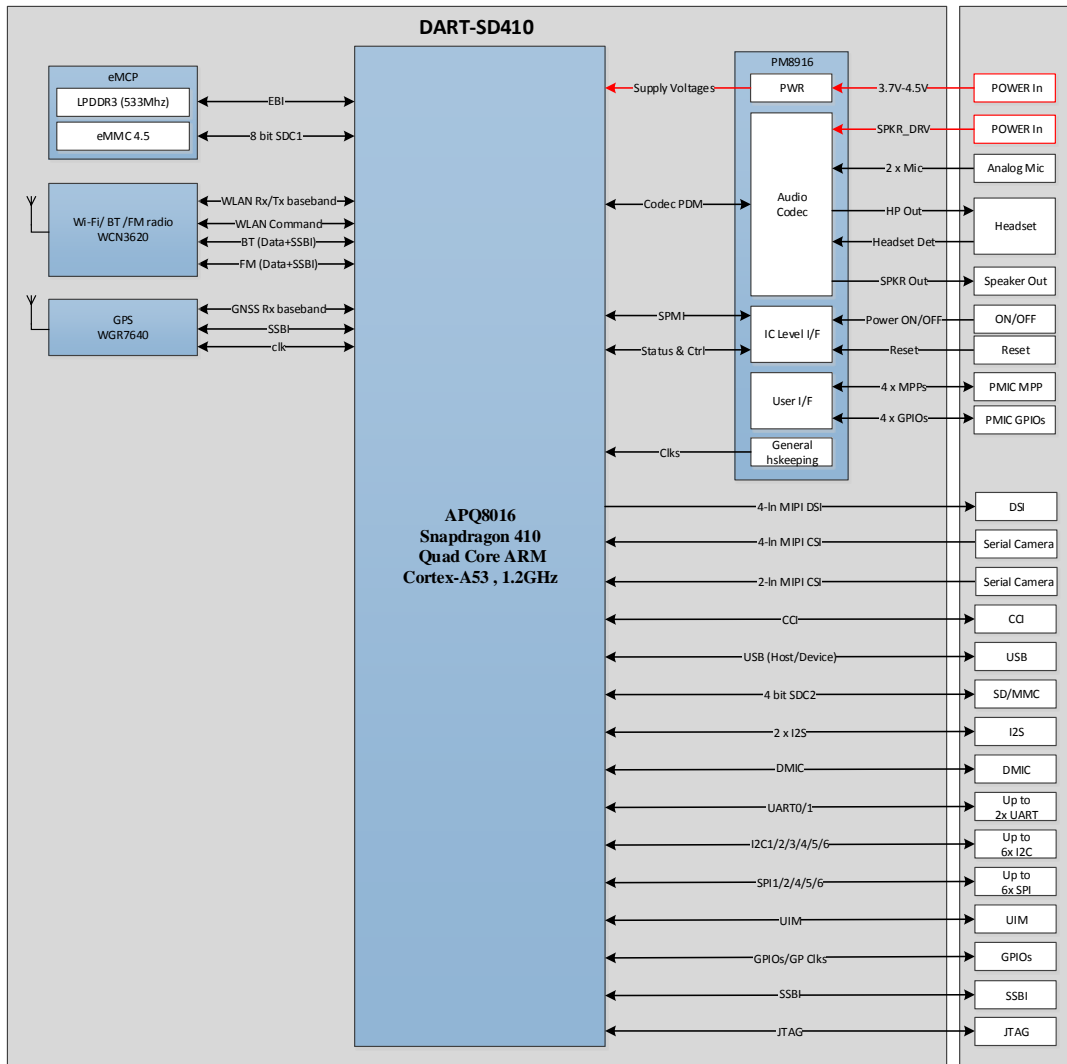 DART-SD410
eMCP
LPDDR3 (533Mhz)
eMMC 4.5
EBI
8 bit SDC1
Wi-Fi/ BT /FM radio
WCN3620
WLAN Rx/Tx baseband
WLAN Command
BT (Data+SSBI)
FM (Data+SSBI)
GPS
WGR7640
GNSS Rx baseband
SSBI
clk
APQ8016
Snapdragon 410
Quad Core ARM
Cortex-A53 , 1.2GHz
PM8916
Supply Voltages
PWR
3.7V-4.5V
POWER In
SPKR_DRV
POWER In
2 x Mic
Analog Mic
Codec PDM
Audio
Codec
HP Out
Headset Det
Headset
SPKR Out
Speaker Out
SPMI
Status & Ctrl
IC Level I/F
Power ON/OFF
ON/OFF
Reset
Reset
User I/F
4 x MPPs
PMIC MPP
4 x GPIOs
PMIC GPIOs
Clks
General
hskeeping
4-ln MIPI DSI
DSI
4-ln MIPI CSI
Serial Camera
2-ln MIPI CSI
Serial Camera
CCI
CCI
USB (Host/Device)
USB
4 bit SDC2
SD/MMC
2 x I2S
I2S
DMIC
DMIC
UART0/1
Up to
2x UART
I2C1/2/3/4/5/6
Up to
6x I2C
SPI1/2/4/5/6
Up to
6x SPI
UIM
UIM
GPIOs/GP Clks
GPIOs
SSBI
SSBI
JTAG
JTAG